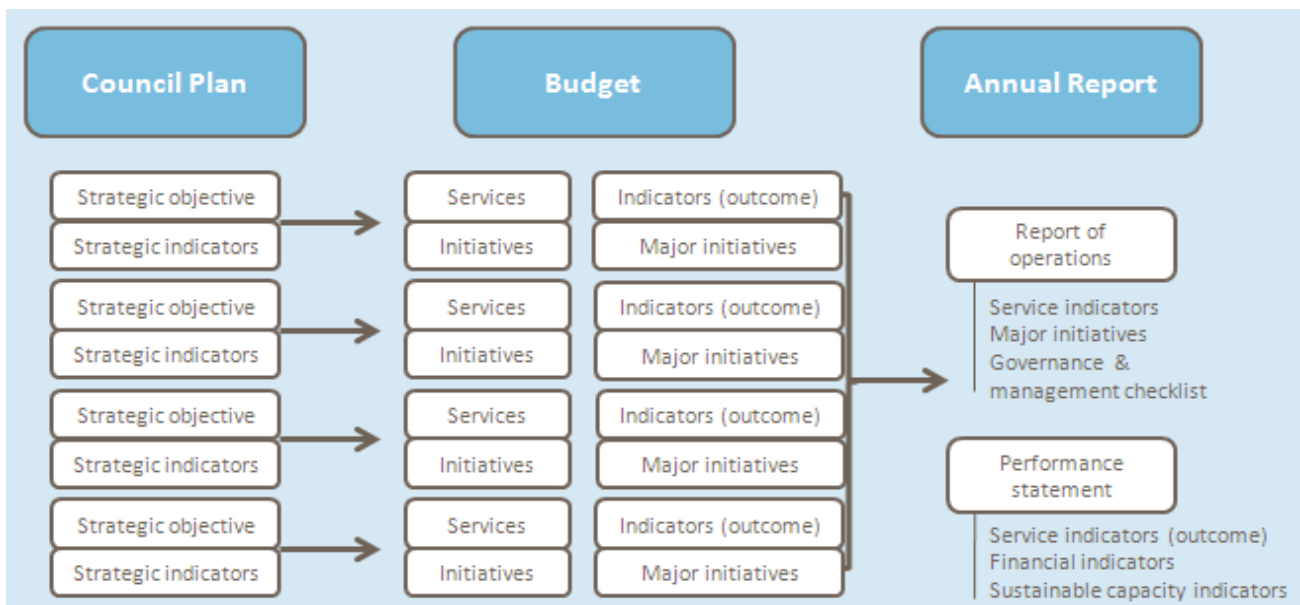 Council Plan
Budget
Annual Report
Strategic objective
Strategic indicators
Services
Initiatives
Indicators (outcome)
Major initiatives
Strategic objective
Strategic indicators
Services
Initiatives
Indicators (outcome)
Major initiatives
Strategic objective
Strategic indicators
Services
Initiatives
Indicators (outcome)
Major initiatives
Strategic objective
Strategic indicators
Services
Initiatives
Indicators (outcome)
Major initiatives
Report of
operations
Service indicators
Major initiatives
Governance &
management checklist
Performance
statement
Service indicators (outcome)
Financial indicators
Sustainable capacity indicators